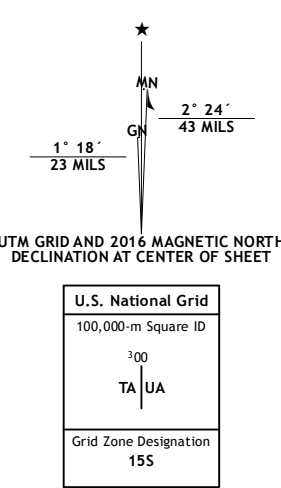 ★
MN
GN
2° 24´
43 MILS
1° 18´
23 MILS
UTM GRID AND 2016 MAGNETIC NORTH
DECLINATION AT CENTER OF SHEET
U.S. National Grid
100,000-m Square ID
³00
TA UA
Grid Zone Designation
15S